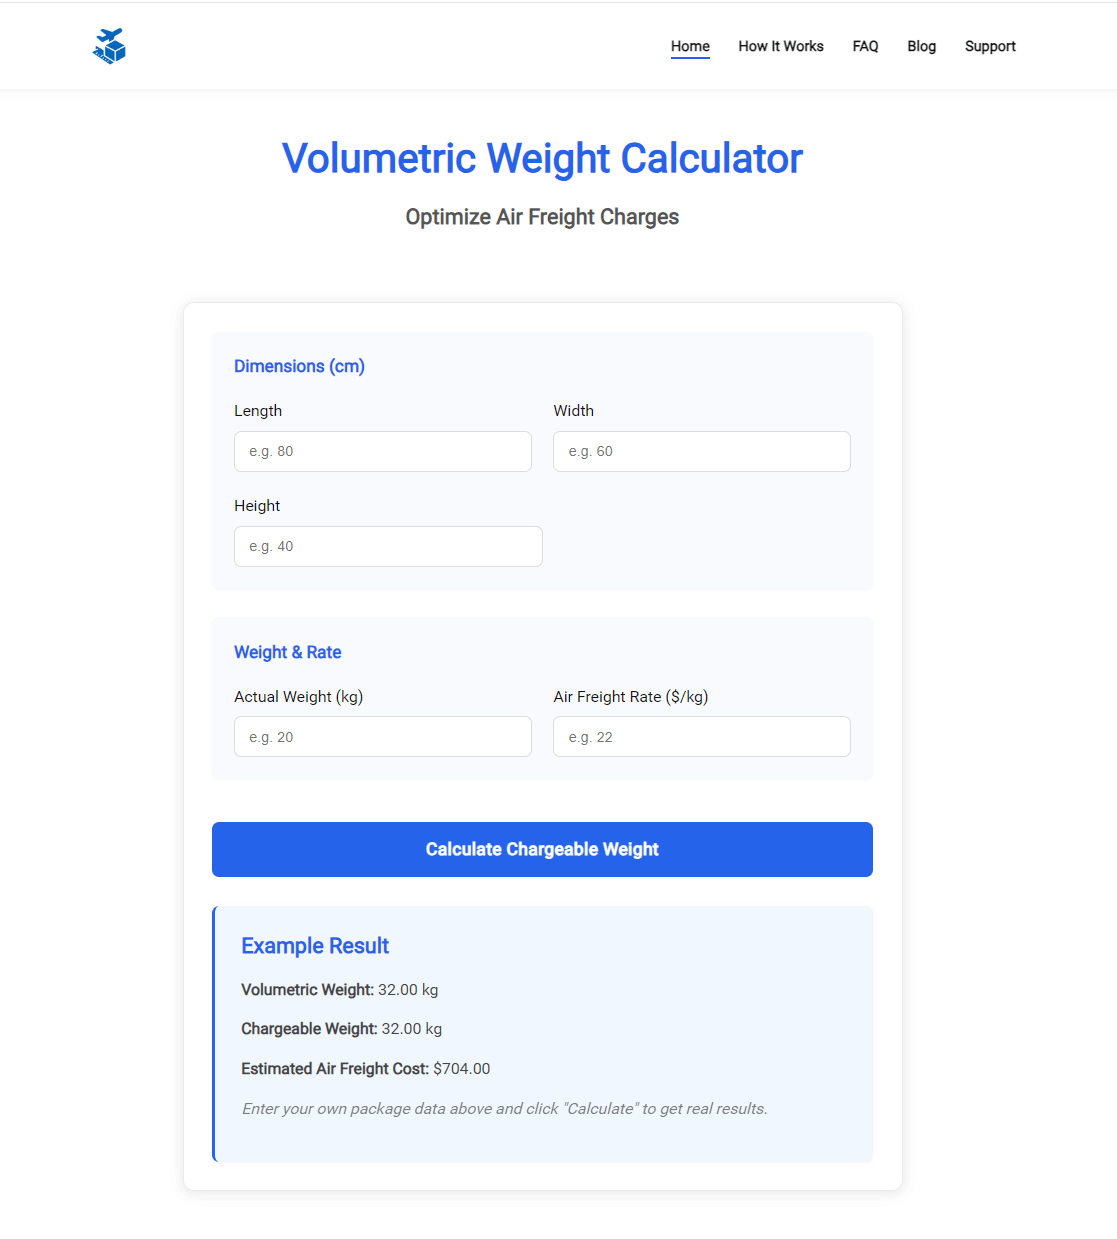 Home How It Works FAQ Blog Support
Volumetric Weight Calculator
Optimize Air Freight Charges
Dimensions (cm)
Length Width
e.g. 80 e.g. 60
Height
e.g. 40
Weight & Rate
Actual Weight (kg) Air Freight Rate ($/kg)
e.g. 20 e.g. 22
Calculate Chargeable Weight
Example Result
Volumetric Weight: 32.00 kg
Chargeable Weight: 32.00 kg
Estimated Air Freight Cost: $704.00
Enter your own package data above and click "Calculate" to get real results.